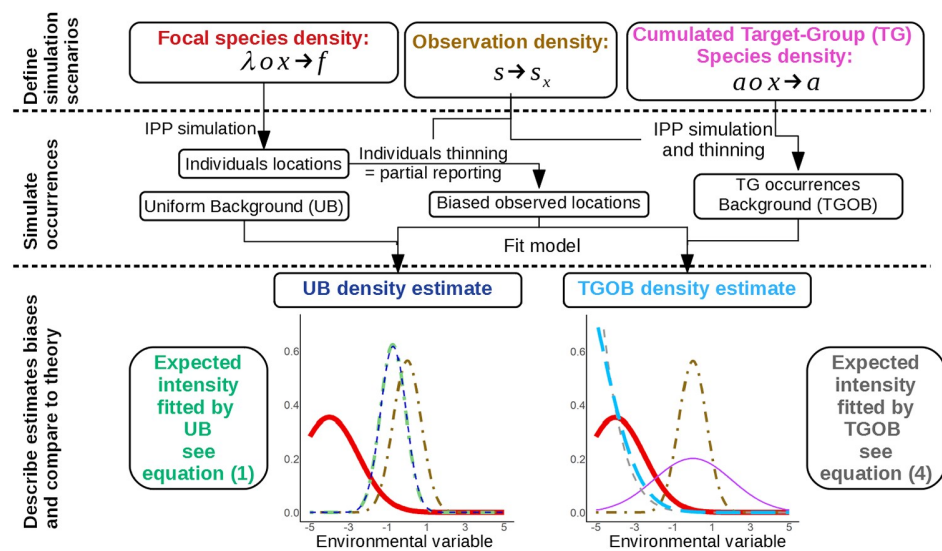 Define
simulation
scenarios
Focal species density:
λ o x → f
Observation density:
s → sₓ
Cumulated Target-Group (TG)
Species density:
a o x → a
IPP simulation
Individuals locations
Individuals thinning
= partial reporting
IPP simulation
and thinning
Simulate
occurrences
Uniform Background (UB)
Biased observed locations
TG occurrences
Background (TGOB)
Fit model
Describe estimates biases
and compare to theory
UB density estimate
TGOB density estimate
Expected
intensity
fitted by
UB
see
equation (1)
0.6
0.4
0.2
0.0
-5 -3 -1 1 3 5
Environmental variable
0.6
0.4
0.2
0.0
-5 -3 -1 1 3 5
Environmental variable
Expected
intensity
fitted by
TGOB
see
equation (4)